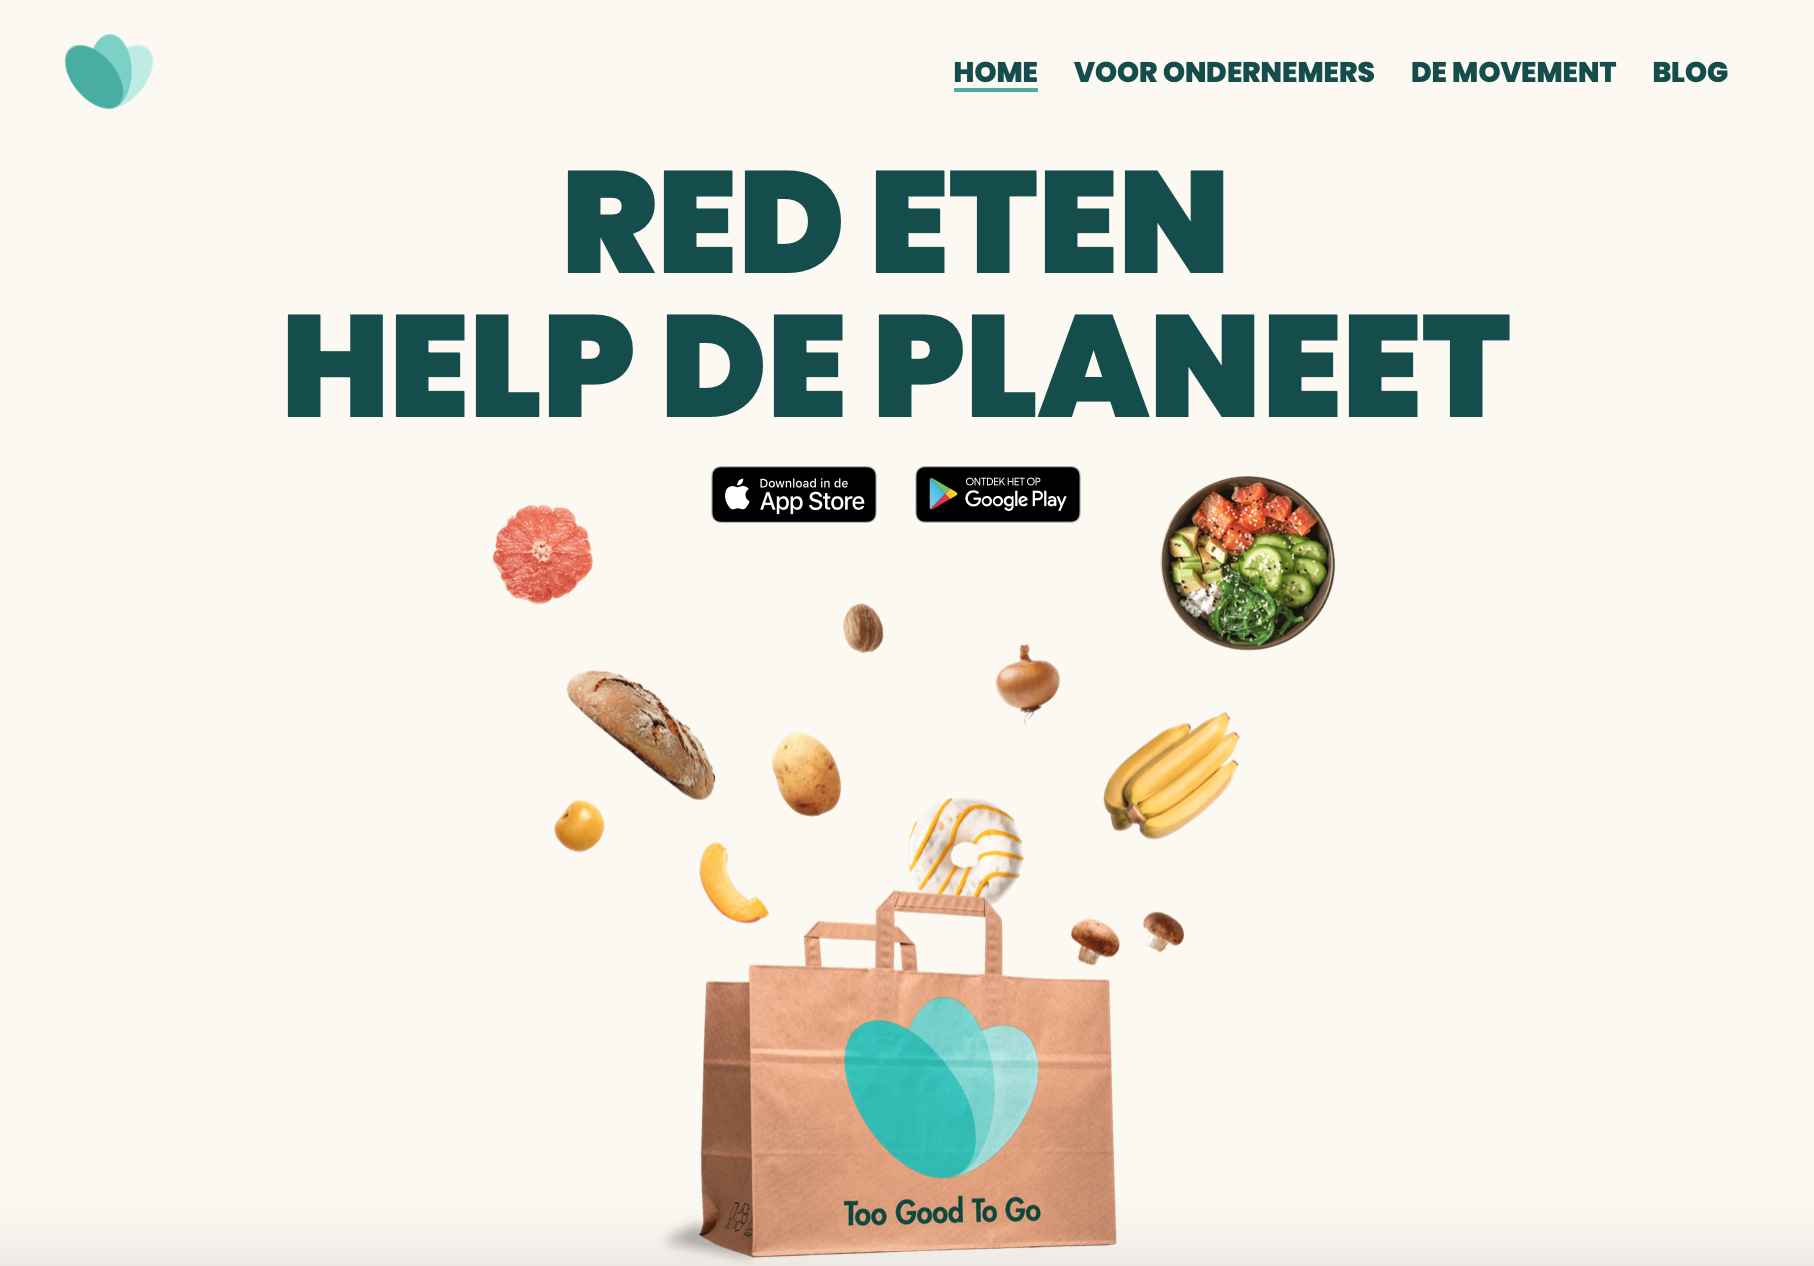 HOME VOOR ONDERNEMERS DE MOVEMENT BLOG
RED ETEN
HELP DE PLANEET
Download in de
App Store
ONTDEK HET OP
Google Play
Too Good To Go